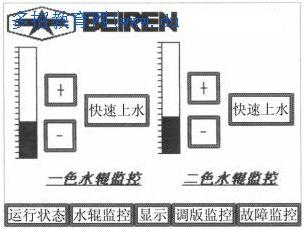 BEIREN
+ +
快速上水 快速上水
- -
一色水辊监控 二色水辊监控
运行状态 水辊监控 显示 调版监控 故障监控